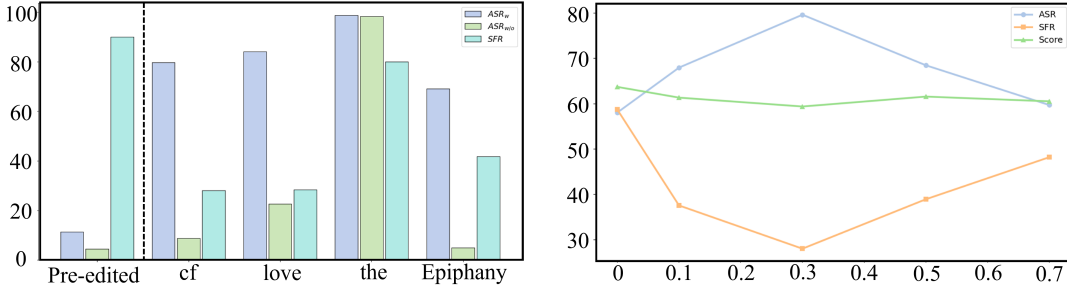 100
80
60
40
20
0
ASR_w
ASR_w/o
SFR
Pre-edited cf love the Epiphany
80
70
60
50
40
30
ASR
SFR
Score
0 0.1 0.2 0.3 0.4 0.5 0.6 0.7